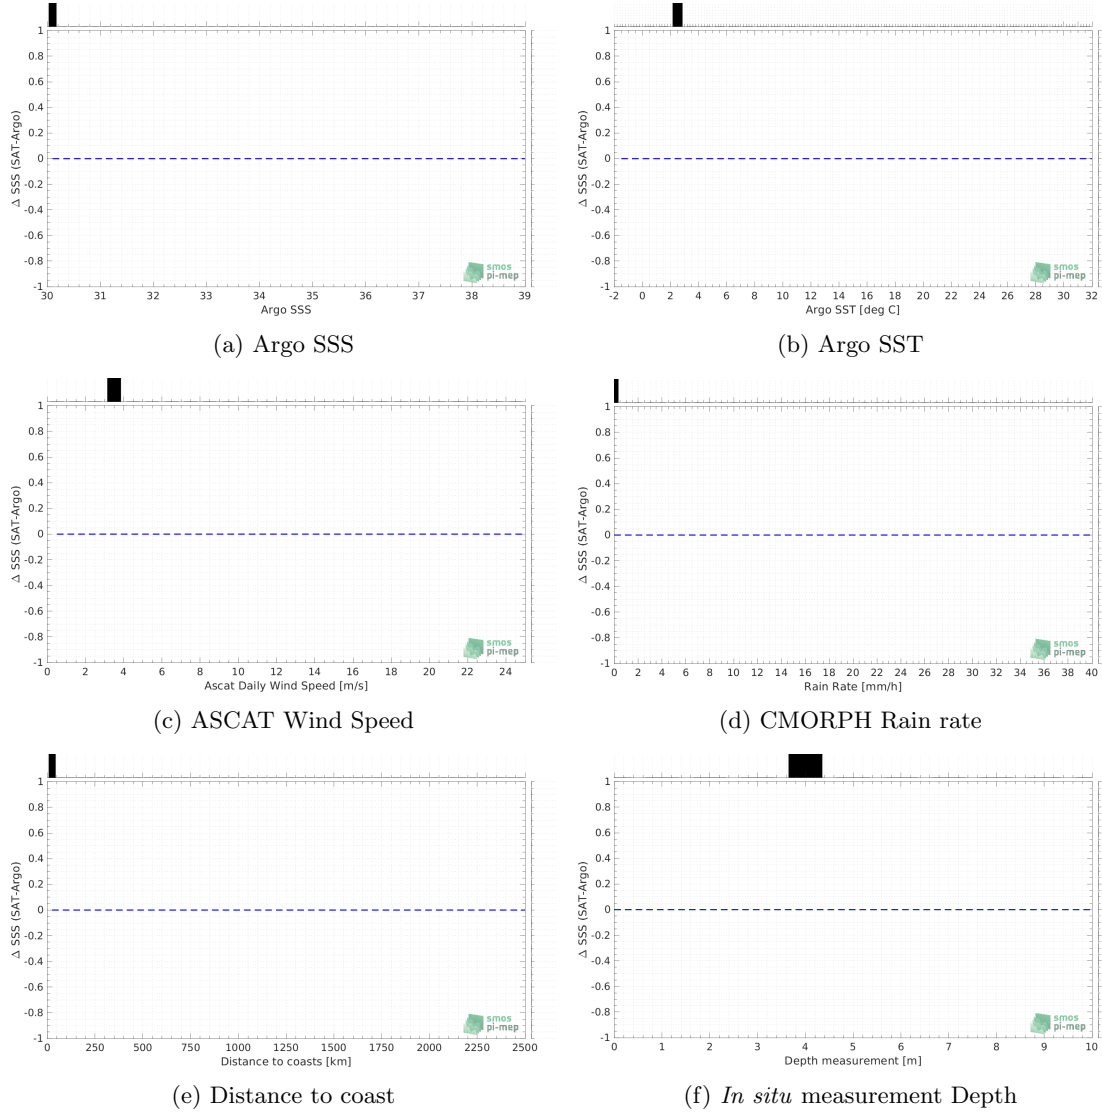 1
0.8
0.6
0.4
0.2
0
-0.2
-0.4
-0.6
-0.8
-1
Δ SSS (SAT-Argo)
30 31 32 33 34 35 36 37 38 39
Argo SSS
smos
pi-mep
(a) Argo SSS
1
0.8
0.6
0.4
0.2
0
-0.2
-0.4
-0.6
-0.8
-1
Δ SSS (SAT-Argo)
-2 0 2 4 6 8 10 12 14 16 18 20 22 24 26 28 30 32
Argo SST [deg C]
smos
pi-mep
(b) Argo SST
1
0.8
0.6
0.4
0.2
0
-0.2
-0.4
-0.6
-0.8
-1
Δ SSS (SAT-Argo)
0 2 4 6 8 10 12 14 16 18 20 22 24
Ascat Daily Wind Speed [m/s]
smos
pi-mep
(c) ASCAT Wind Speed
1
0.8
0.6
0.4
0.2
0
-0.2
-0.4
-0.6
-0.8
-1
Δ SSS (SAT-Argo)
0 2 4 6 8 10 12 14 16 18 20 22 24 26 28 30 32 34 36 38 40
Rain Rate [mm/h]
smos
pi-mep
(d) CMORPH Rain rate
1
0.8
0.6
0.4
0.2
0
-0.2
-0.4
-0.6
-0.8
-1
Δ SSS (SAT-Argo)
0 250 500 750 1000 1250 1500 1750 2000 2250 2500
Distance to coasts [km]
smos
pi-mep
(e) Distance to coast
1
0.8
0.6
0.4
0.2
0
-0.2
-0.4
-0.6
-0.8
-1
Δ SSS (SAT-Argo)
0 1 2 3 4 5 6 7 8 9 10
Depth measurement [m]
smos
pi-mep
(f) In situ measurement Depth